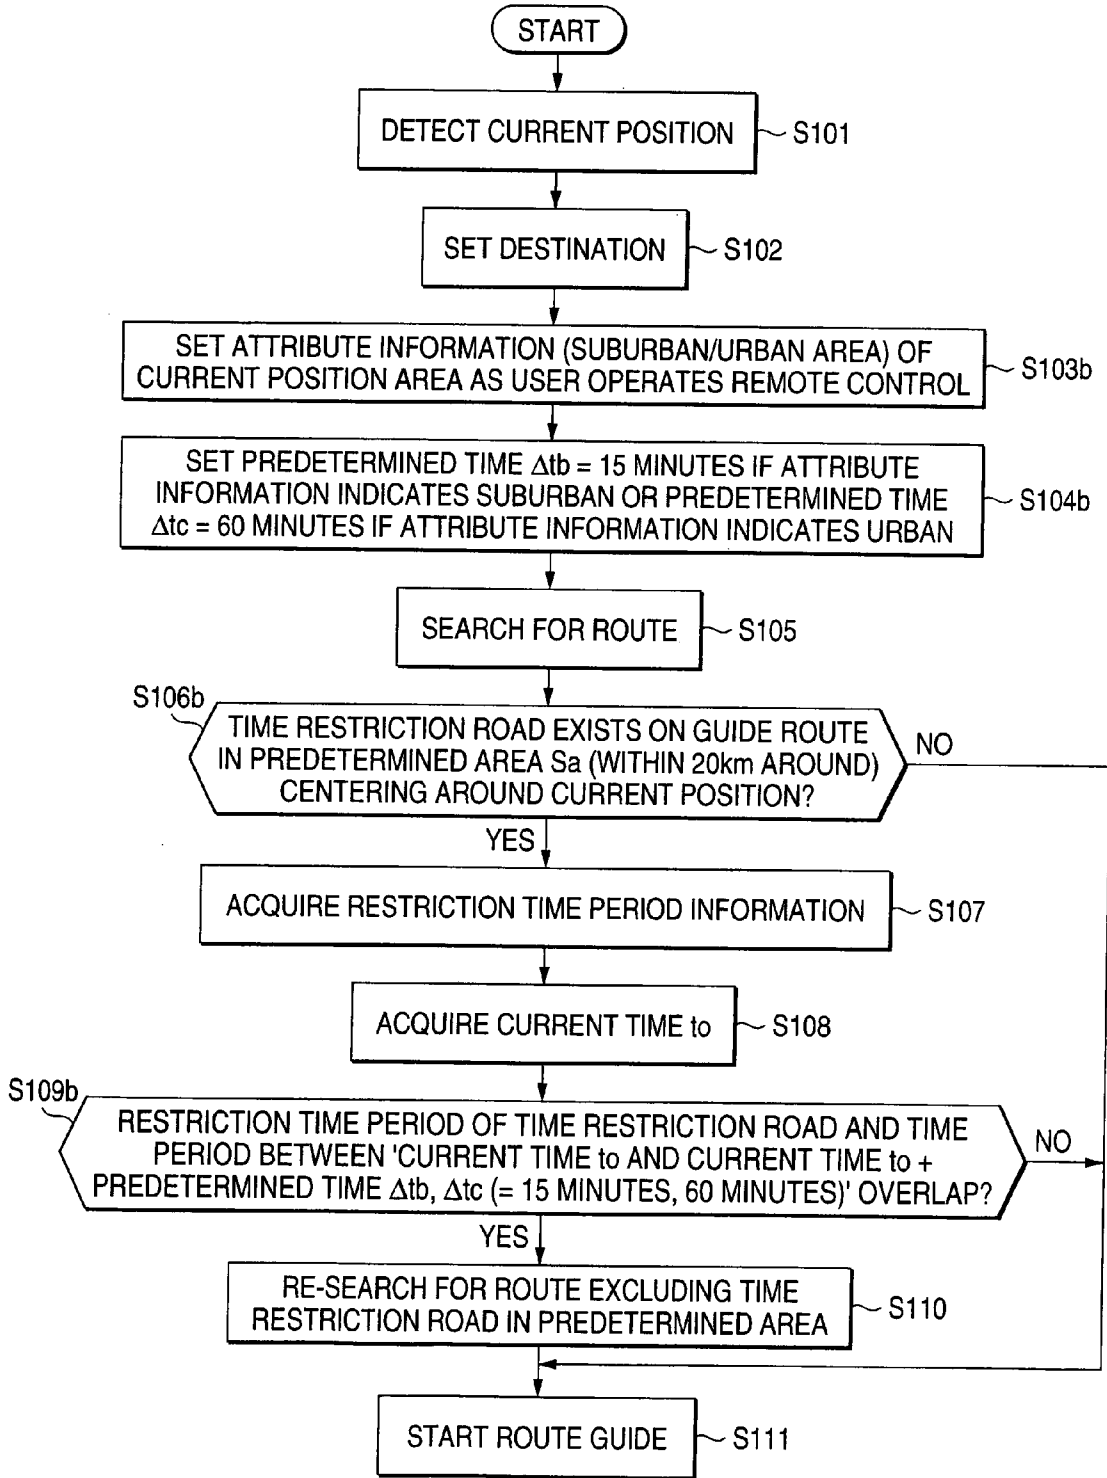 START
DETECT CURRENT POSITION
S101
SET DESTINATION
S102
SET ATTRIBUTE INFORMATION (SUBURBAN/URBAN AREA) OF
CURRENT POSITION AREA AS USER OPERATES REMOTE CONTROL
S103b
SET PREDETERMINED TIME Δtb = 15 MINUTES IF ATTRIBUTE
INFORMATION INDICATES SUBURBAN OR PREDETERMINED TIME
Δtc = 60 MINUTES IF ATTRIBUTE INFORMATION INDICATES URBAN
S104b
SEARCH FOR ROUTE
S105
S106b
TIME RESTRICTION ROAD EXISTS ON GUIDE ROUTE
IN PREDETERMINED AREA Sa (WITHIN 20km AROUND)
CENTERING AROUND CURRENT POSITION?
NO
YES
ACQUIRE RESTRICTION TIME PERIOD INFORMATION
S107
ACQUIRE CURRENT TIME to
S108
S109b
RESTRICTION TIME PERIOD OF TIME RESTRICTION ROAD AND TIME
PERIOD BETWEEN 'CURRENT TIME to AND CURRENT TIME to +
PREDETERMINED TIME Δtb, Δtc (= 15 MINUTES, 60 MINUTES)' OVERLAP?
NO
YES
RE-SEARCH FOR ROUTE EXCLUDING TIME
RESTRICTION ROAD IN PREDETERMINED AREA
S110
START ROUTE GUIDE
S111